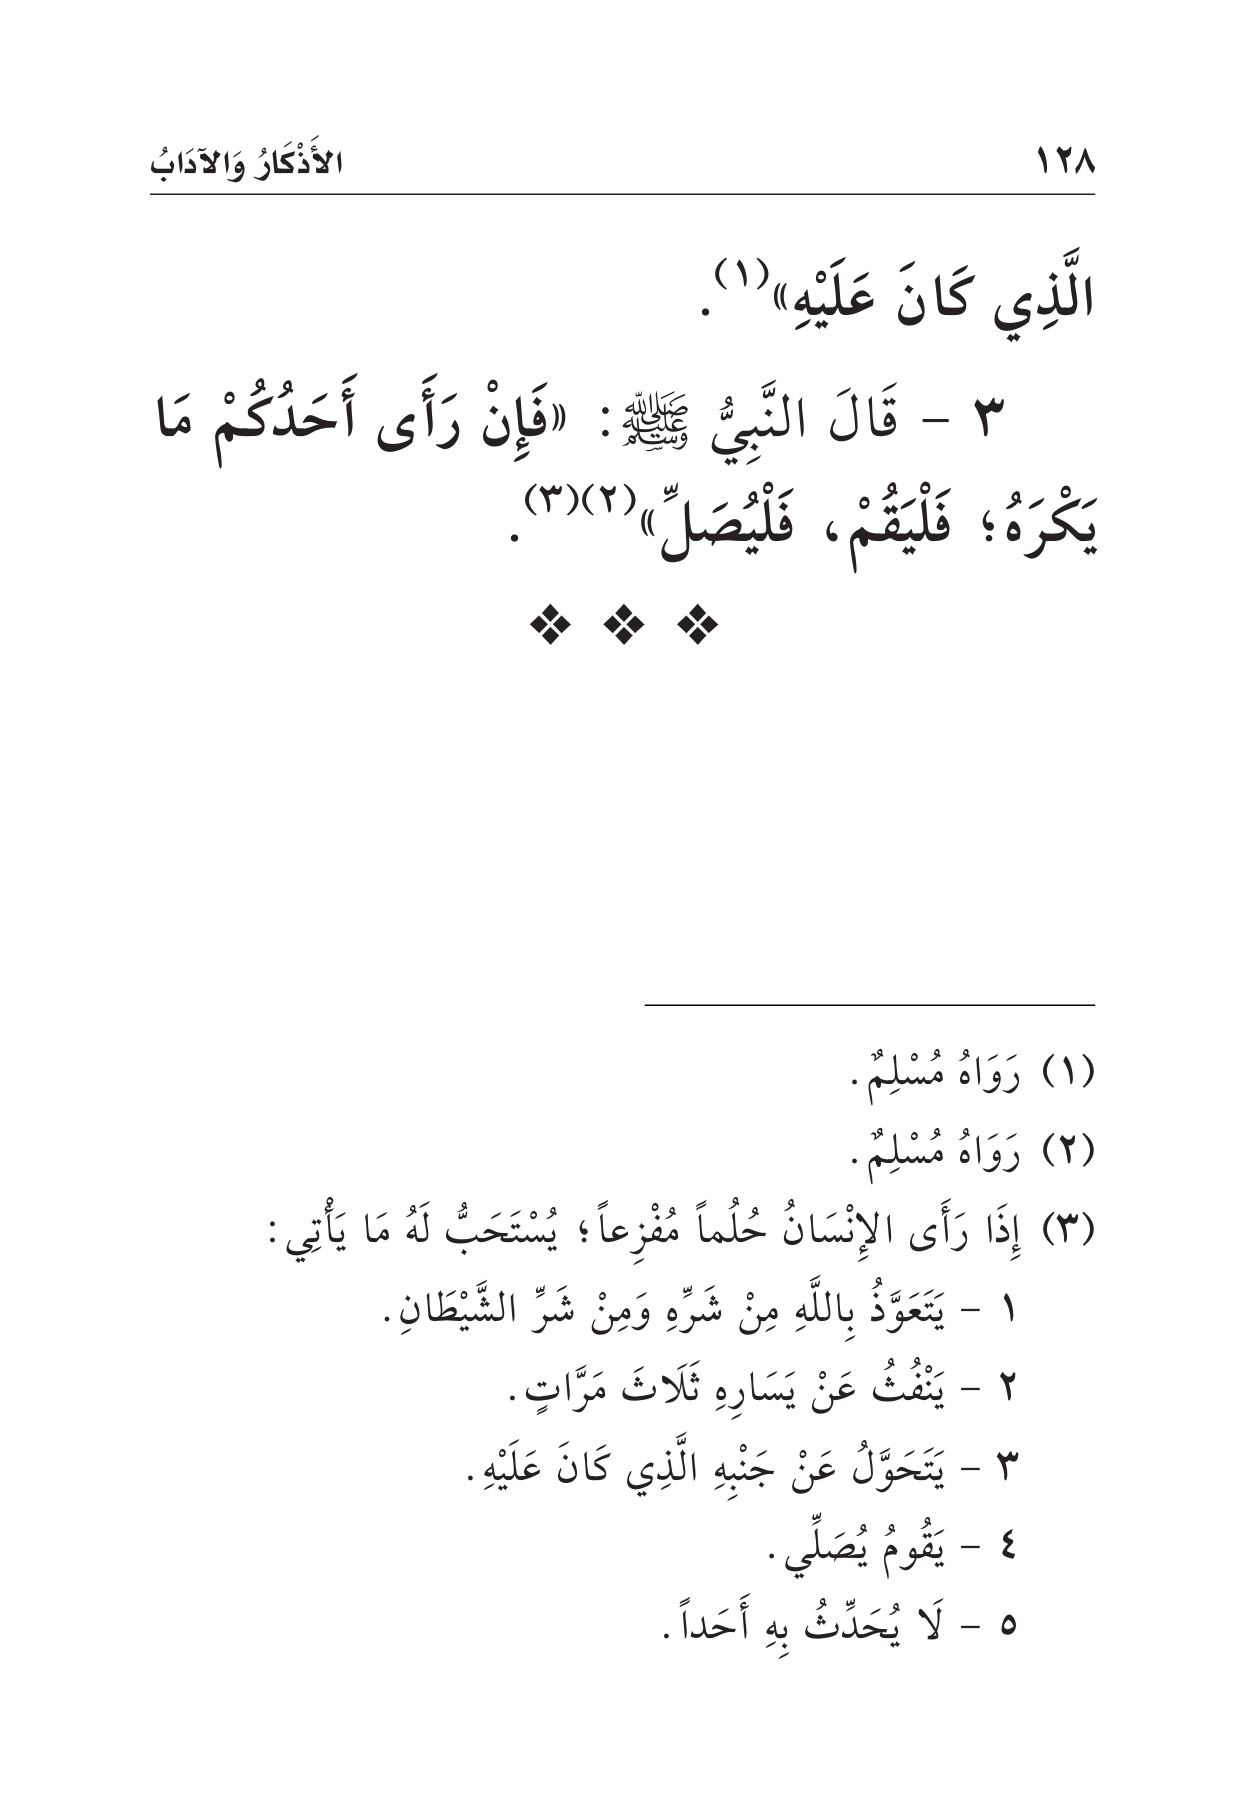 ١٢٨ الأَذْكَارُ وَالآدَابُ
الَّذِي كَانَ عَلَيْهِ»(١).
٣ - قَالَ النَّبِيُّ ﷺ: «فَإِنْ رَأَى أَحَدُكُمْ مَا
يَكْرَهُ؛ فَلْيَقُمْ، فَلْيُصَلِّ»(٢)(٣).
(١) رَوَاهُ مُسْلِمٌ.
(٢) رَوَاهُ مُسْلِمٌ.
(٣) إِذَا رَأَى الإِنْسَانُ حُلُماً مُفْزِعاً؛ يُسْتَحَبُّ لَهُ مَا يَأْتِي:
١ - يَتَعَوَّذُ بِاللَّهِ مِنْ شَرِّهِ وَمِنْ شَرِّ الشَّيْطَانِ.
٢ - يَنْفُثُ عَنْ يَسَارِهِ ثَلَاثَ مَرَّاتٍ.
٣ - يَتَحَوَّلُ عَنْ جَنْبِهِ الَّذِي كَانَ عَلَيْهِ.
٤ - يَقُومُ يُصَلِّي.
٥ - لَا يُحَدِّثُ بِهِ أَحَداً.